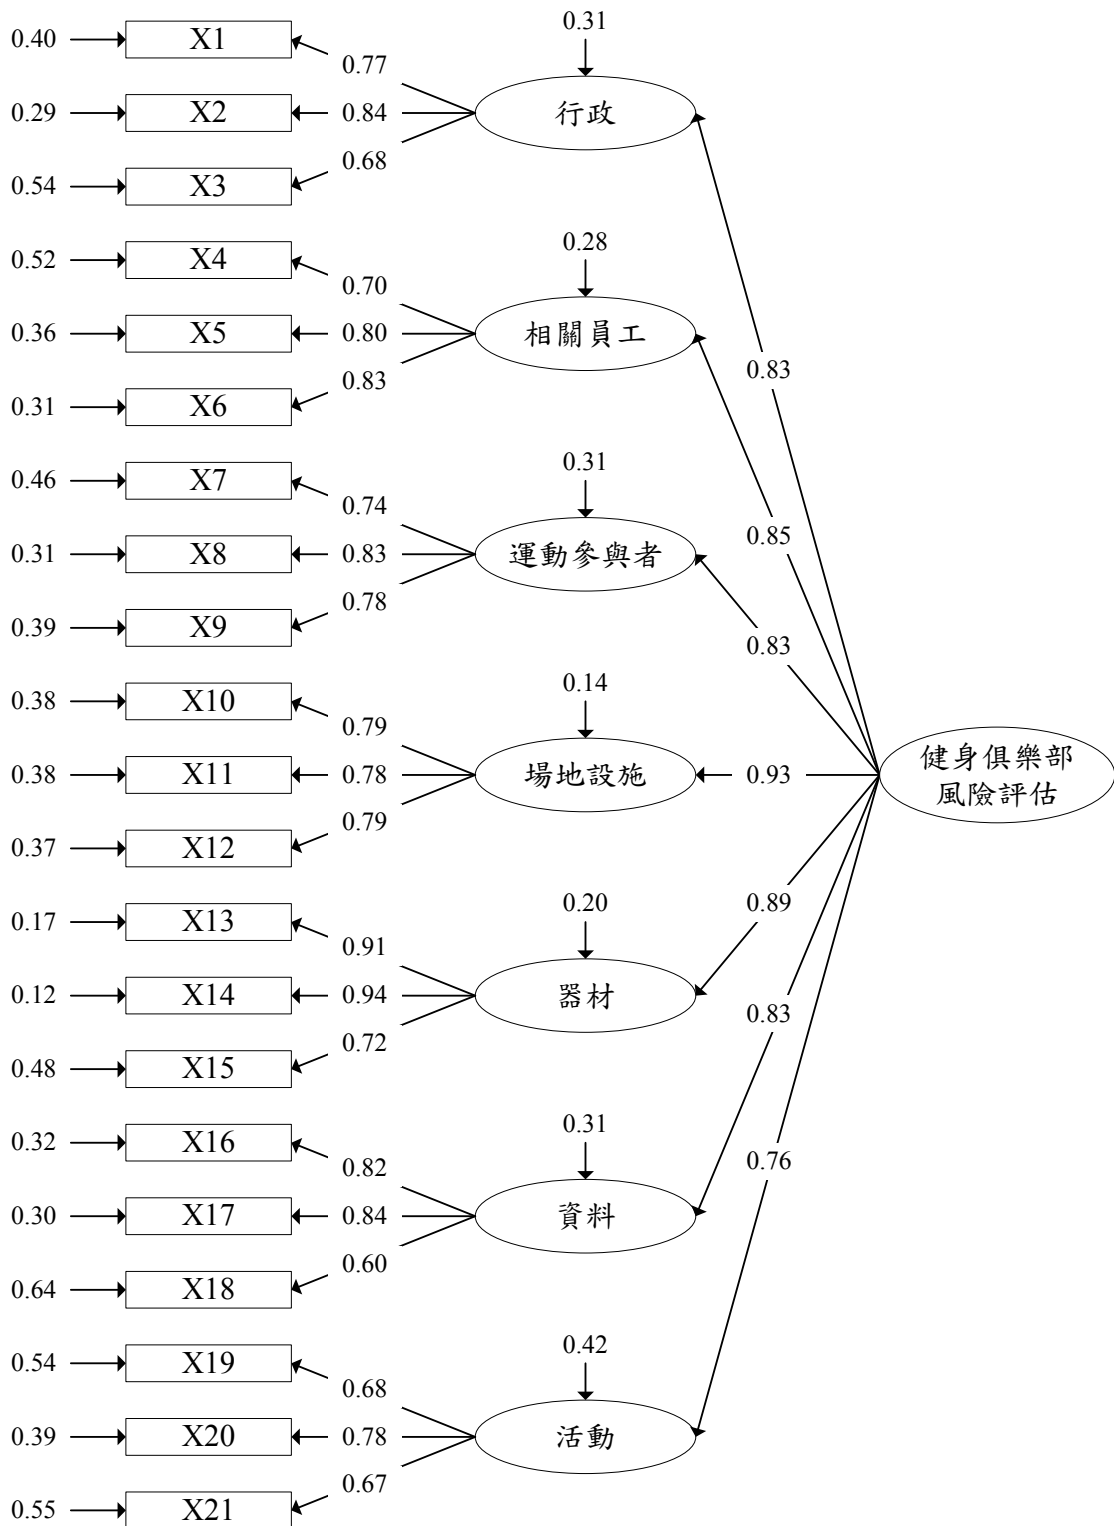 0.31
0.40
X1
0.77
0.29
X2
0.84
行政
0.68
0.54
X3
0.28
0.52
X4
0.70
0.36
X5
0.80
相關員工
0.83
0.83
0.31
X6
0.31
0.46
X7
0.74
0.85
0.31
X8
0.83
運動參與者
0.78
0.39
X9
0.83
0.14
0.38
X10
0.79
0.38
X11
0.78
場地設施
0.93
健身俱樂部
風險評估
0.79
0.37
X12
0.20
0.89
0.17
X13
0.91
0.12
X14
0.94
器材
0.83
0.72
0.48
X15
0.31
0.32
X16
0.82
0.76
0.30
X17
0.84
資料
0.60
0.64
X18
0.42
0.54
X19
0.68
0.39
X20
0.78
活動
0.67
0.55
X21